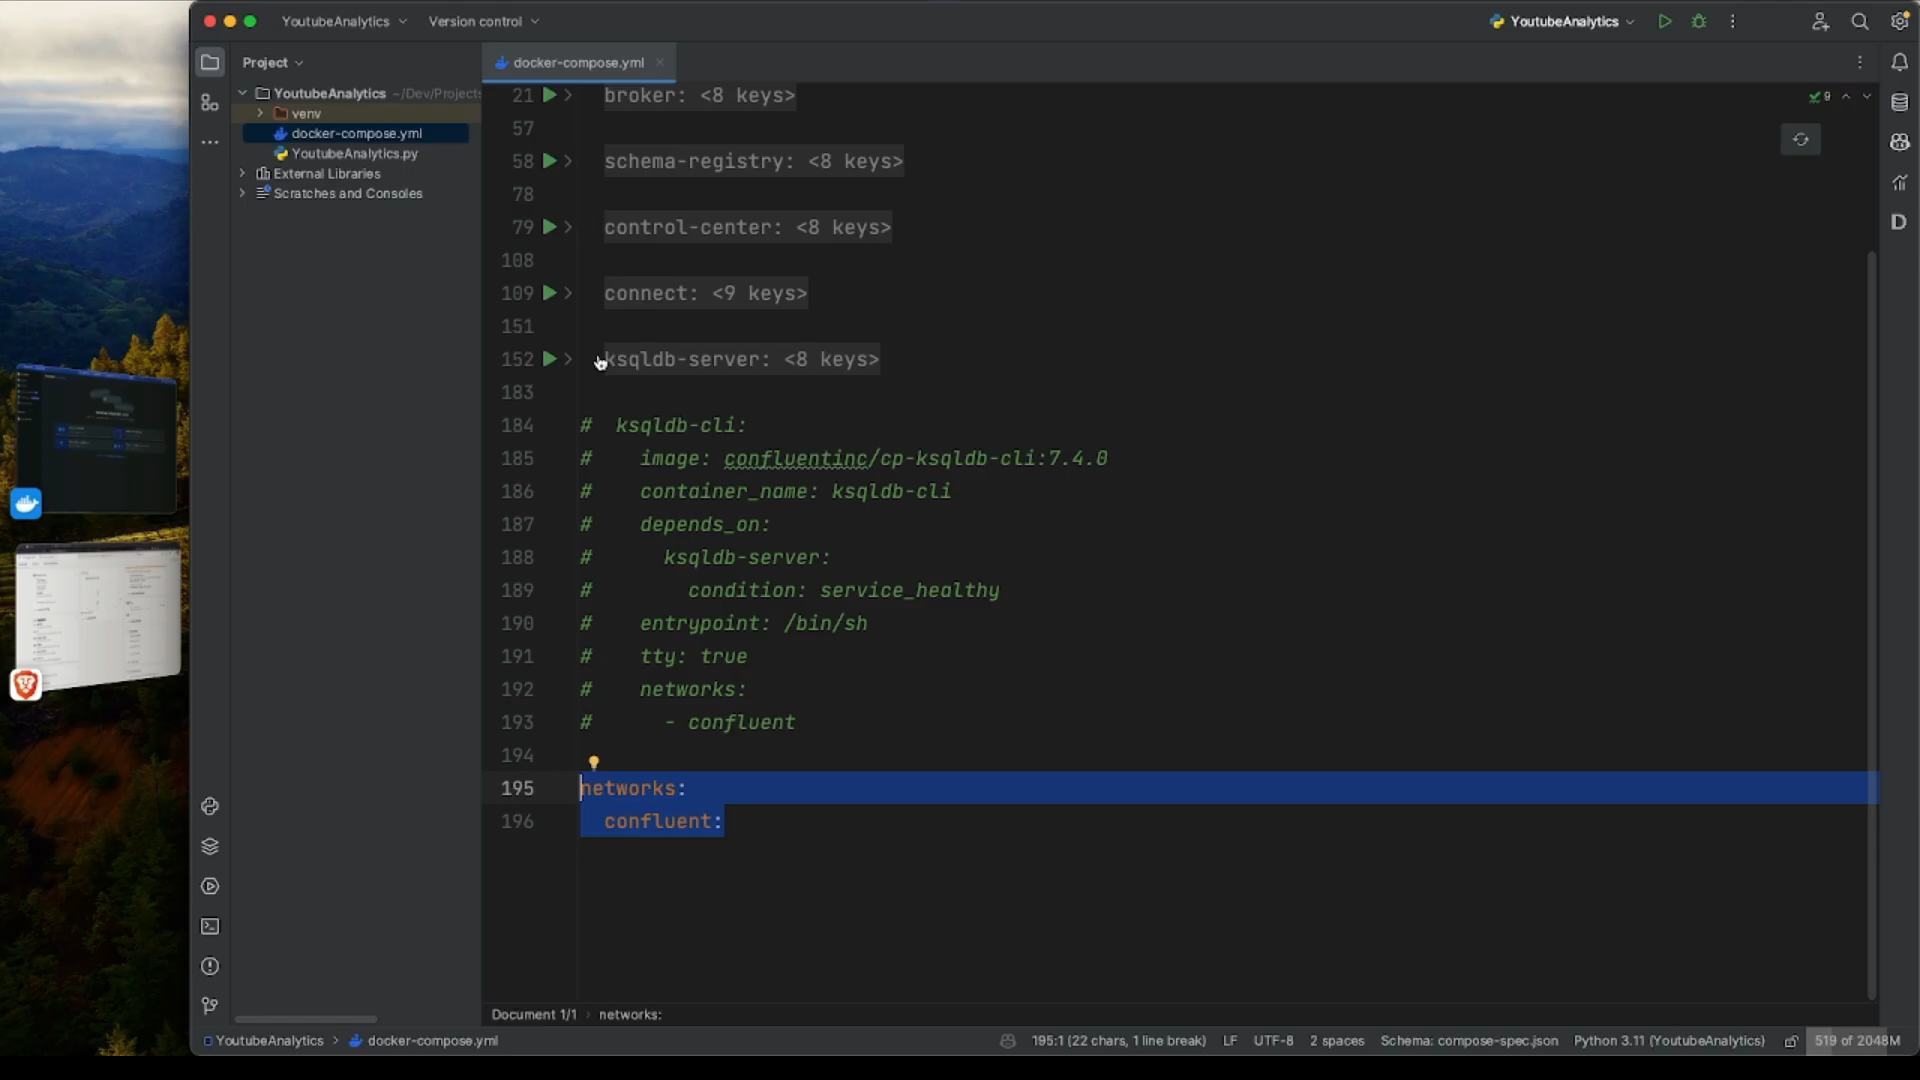 YoutubeAnalytics
Version control
YoutubeAnalytics
Project
docker-compose.yml
YoutubeAnalytics ~/Dev/Projects
venv
docker-compose.yml
YoutubeAnalytics.py
External Libraries
Scratches and Consoles
21 broker: <8 keys>
9
57
58 schema-registry: <8 keys>
78
79 control-center: <8 keys>
108
109 connect: <9 keys>
151
152 ksqldb-server: <8 keys>
183
184 #  ksqldb-cli:
185 #    image: confluentinc/cp-ksqldb-cli:7.4.0
186 #    container_name: ksqldb-cli
187 #    depends_on:
188 #      ksqldb-server:
189 #        condition: service_healthy
190 #    entrypoint: /bin/sh
191 #    tty: true
192 #    networks:
193 #      - confluent
194
195 networks:
196   confluent:
Document 1/1 networks:
YoutubeAnalytics > docker-compose.yml
195:1 (22 chars, 1 line break) LF UTF-8 2 spaces Schema: compose-spec.json Python 3.11 (YoutubeAnalytics) 519 of 2048M